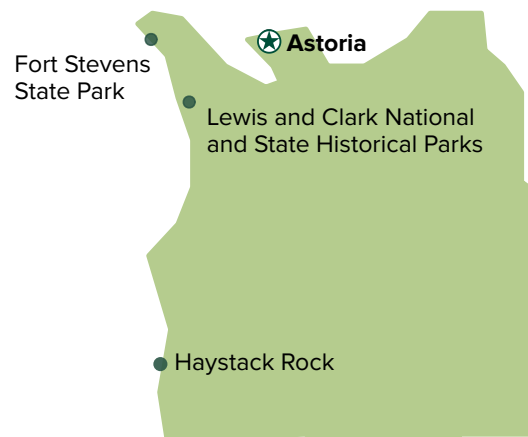 Astoria
Fort Stevens
State Park
Lewis and Clark National
and State Historical Parks
Haystack Rock